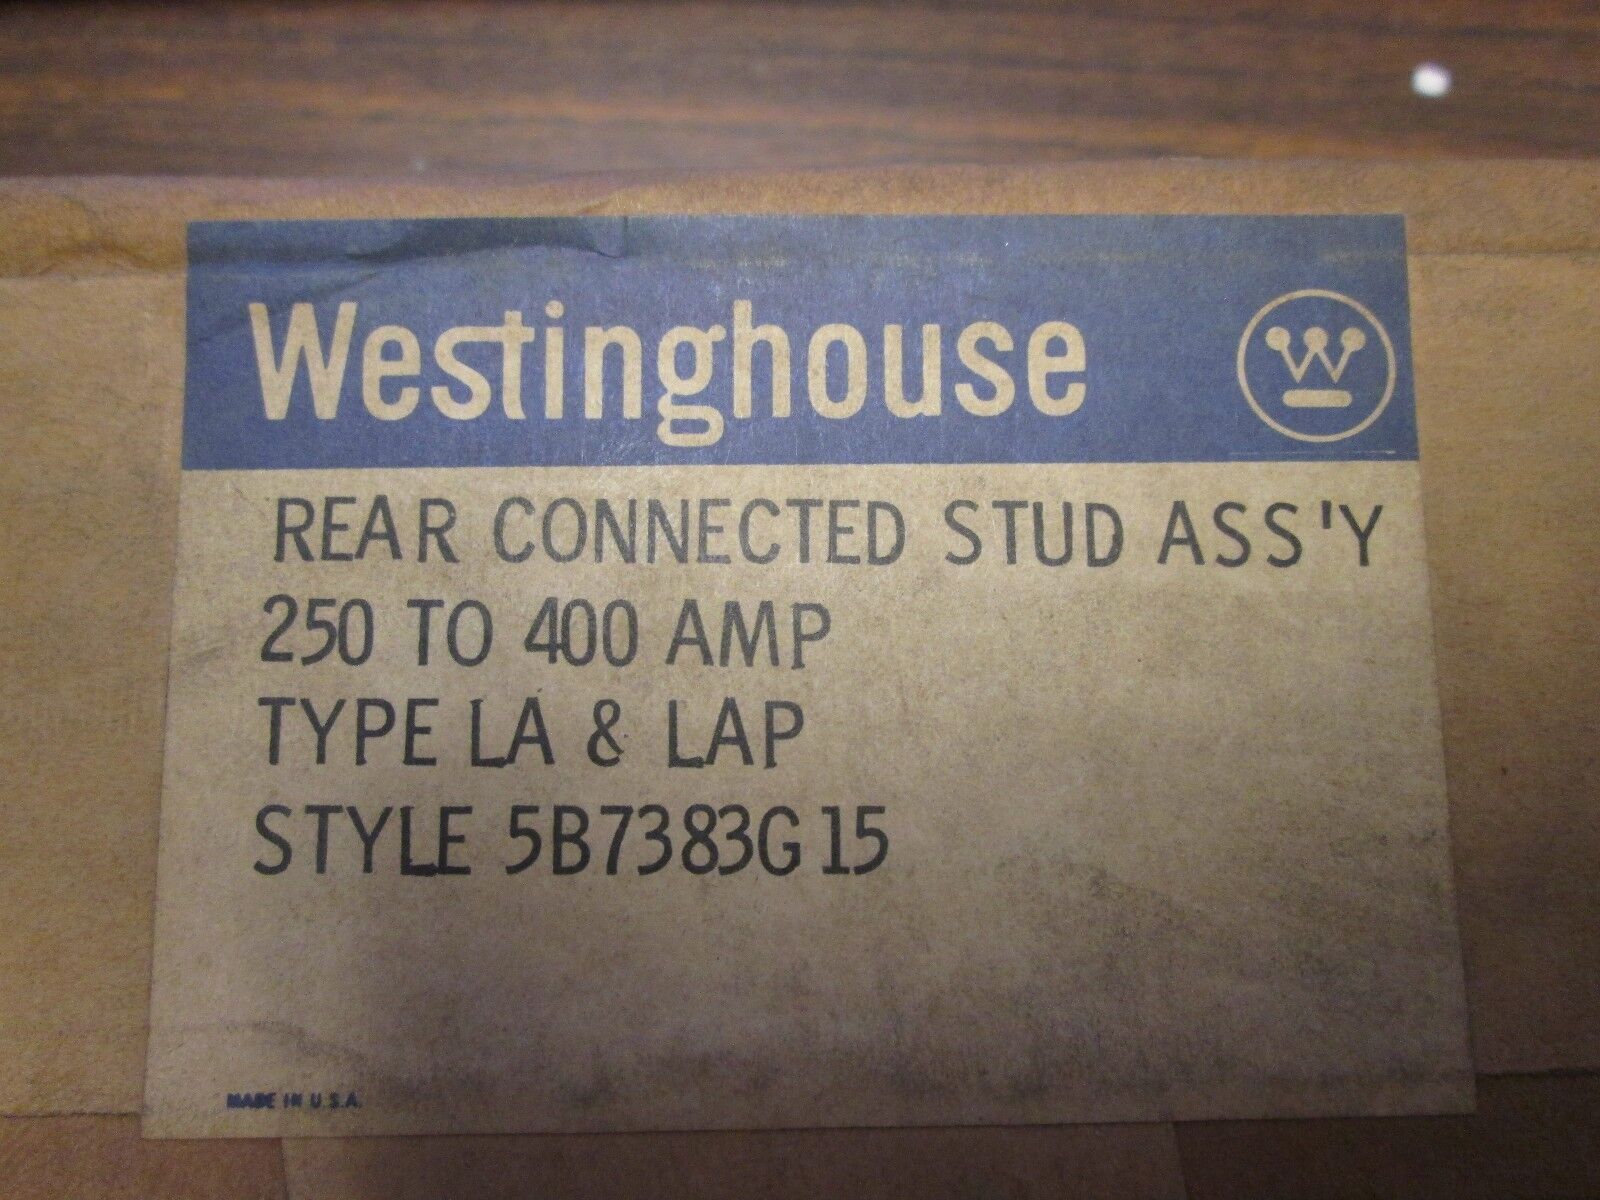 Westinghouse W
REAR CONNECTED STUD ASS'Y
250 TO 400 AMP
TYPE LA & LAP
STYLE 5B7383G15
MADE IN U.S.A.